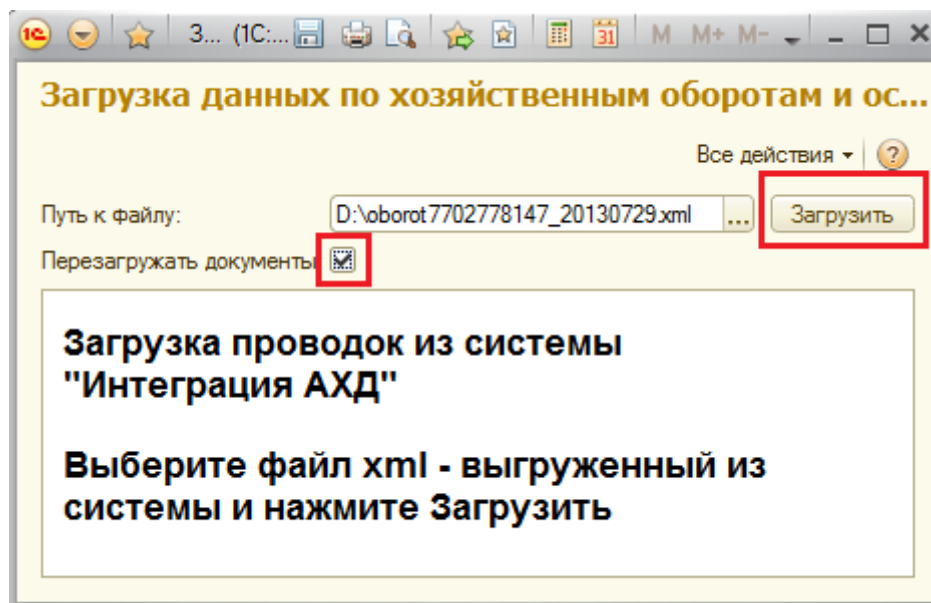 1С З... (1С:... 31 M M+ M-
Загрузка данных по хозяйственным оборотам и ос...
Все действия ?
Путь к файлу: D:\oborot7702778147_20130729.xml ... Загрузить
Перезагружать документы
Загрузка проводок из системы
"Интеграция АХД"
Выберите файл xml - выгруженный из
системы и нажмите Загрузить